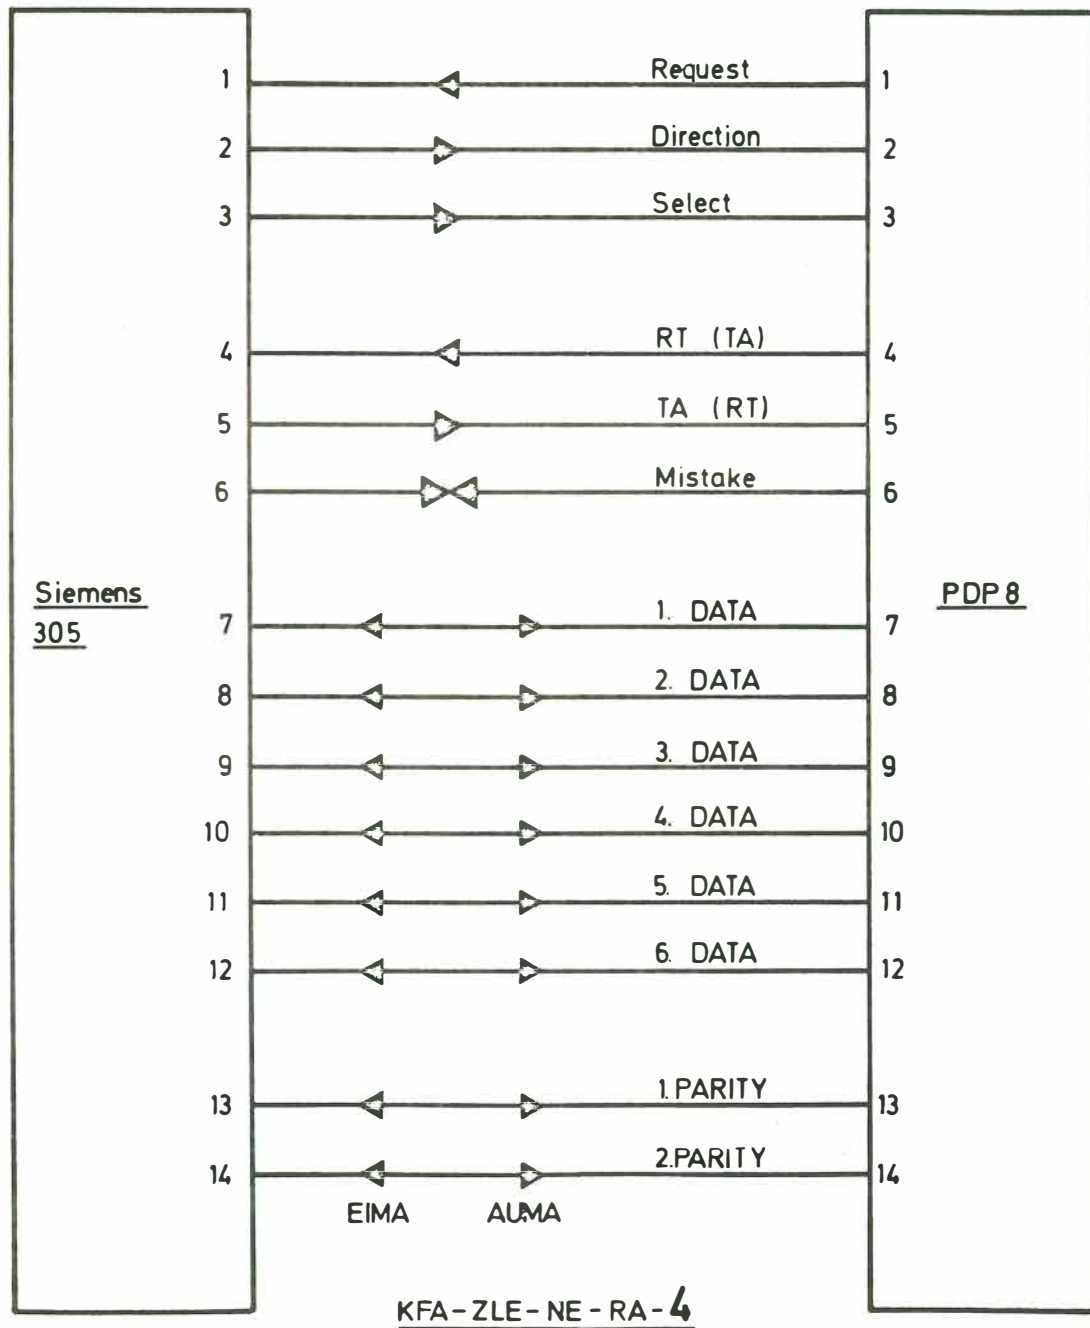 1 Request 1
2 Direction 2
3 Select 3
4 RT (TA) 4
5 TA (RT) 5
6 Mistake 6
Siemens
305
PDP 8
7 1. DATA 7
8 2. DATA 8
9 3. DATA 9
10 4. DATA 10
11 5. DATA 11
12 6. DATA 12
13 1. PARITY 13
14 2. PARITY 14
EIMA AUMA
KFA-ZLE-NE-RA-4